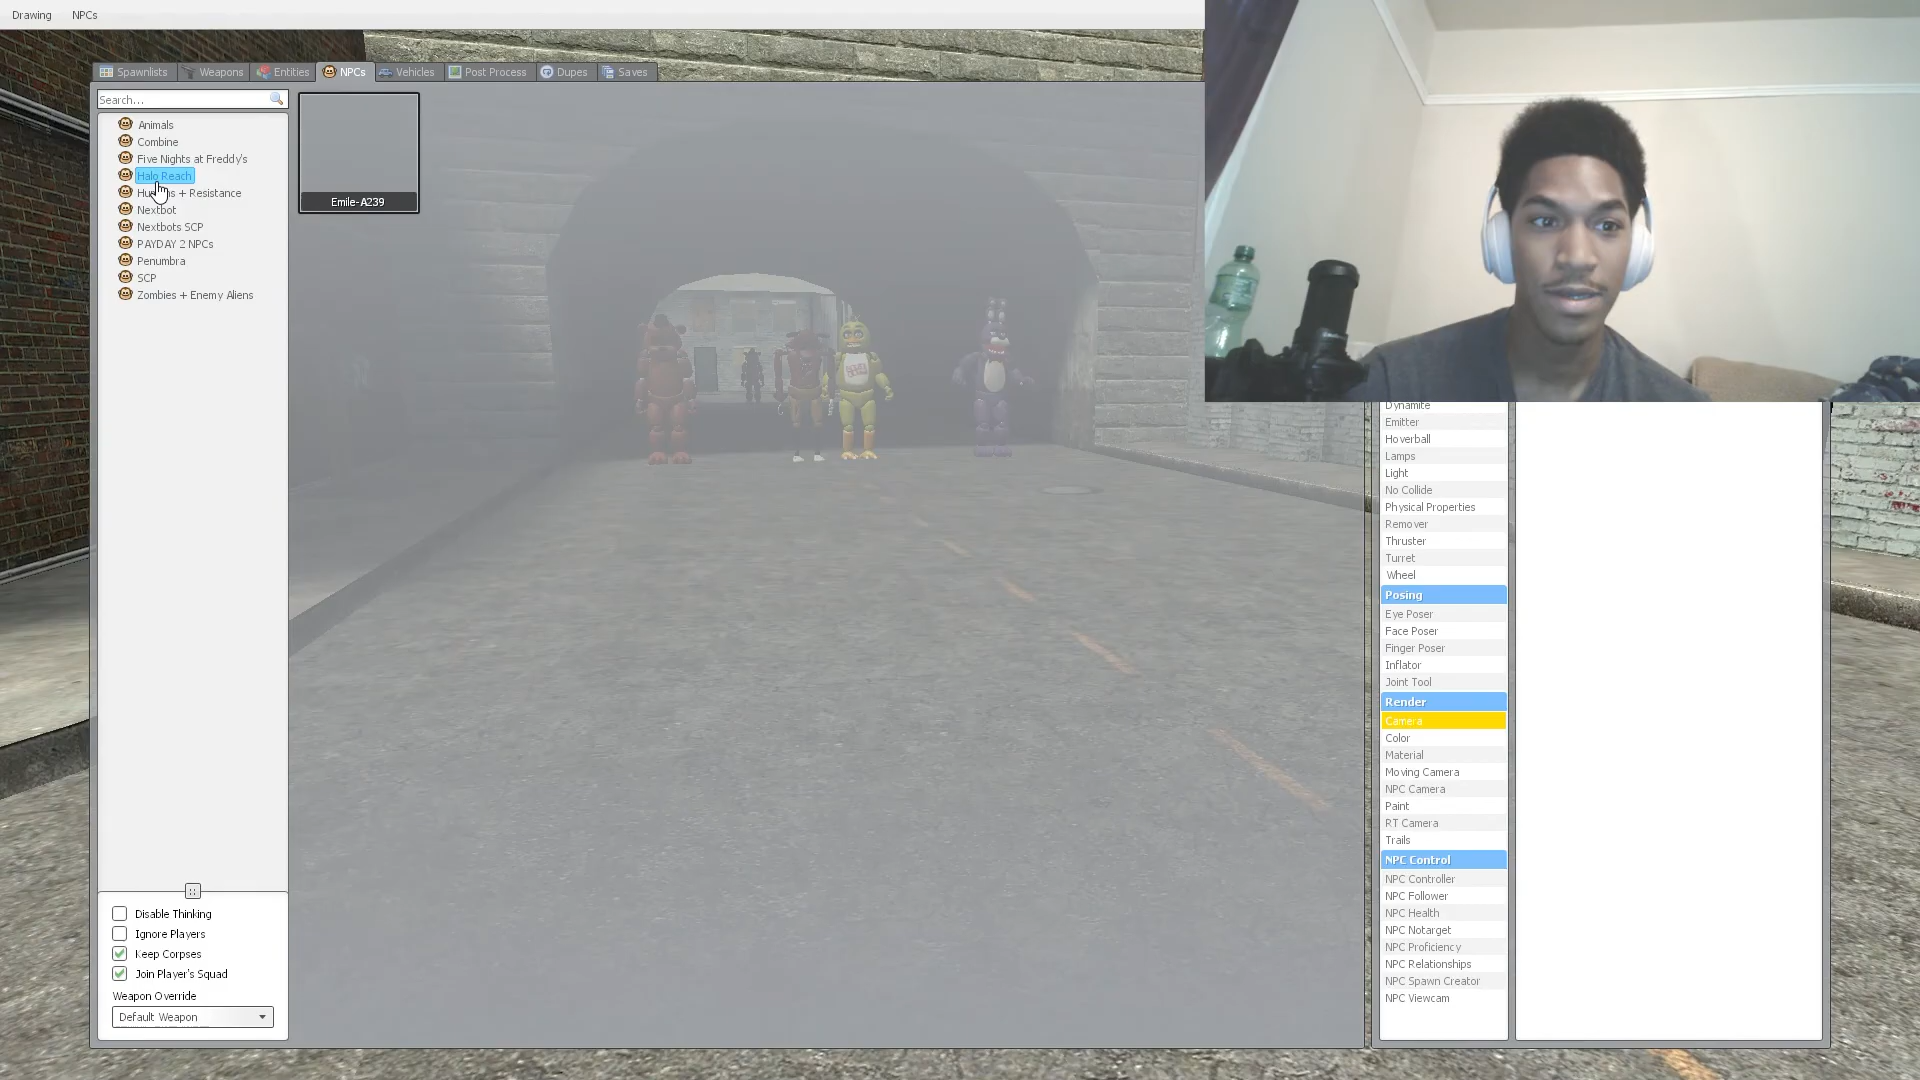 Drawing NPCs
Spawnlists Weapons Entities NPCs Vehicles Post Process Dupes Saves
Search...
Animals
Combine
Five Nights at Freddy's
Halo Reach
Hu s + Resistance
Nextbot
Nextbots SCP
PAYDAY 2 NPCs
Penumbra
SCP
Zombies + Enemy Aliens
Emile-A239
Disable Thinking
Ignore Players
Keep Corpses
Join Player's Squad
Weapon Override
Default Weapon
Dynamite
Emitter
Hoverball
Lamps
Light
No Collide
Physical Properties
Remover
Thruster
Turret
Wheel
Posing
Eye Poser
Face Poser
Finger Poser
Inflator
Joint Tool
Render
Camera
Color
Material
Moving Camera
NPC Camera
Paint
RT Camera
Trails
NPC Control
NPC Controller
NPC Follower
NPC Health
NPC Notarget
NPC Proficiency
NPC Relationships
NPC Spawn Creator
NPC Viewcam